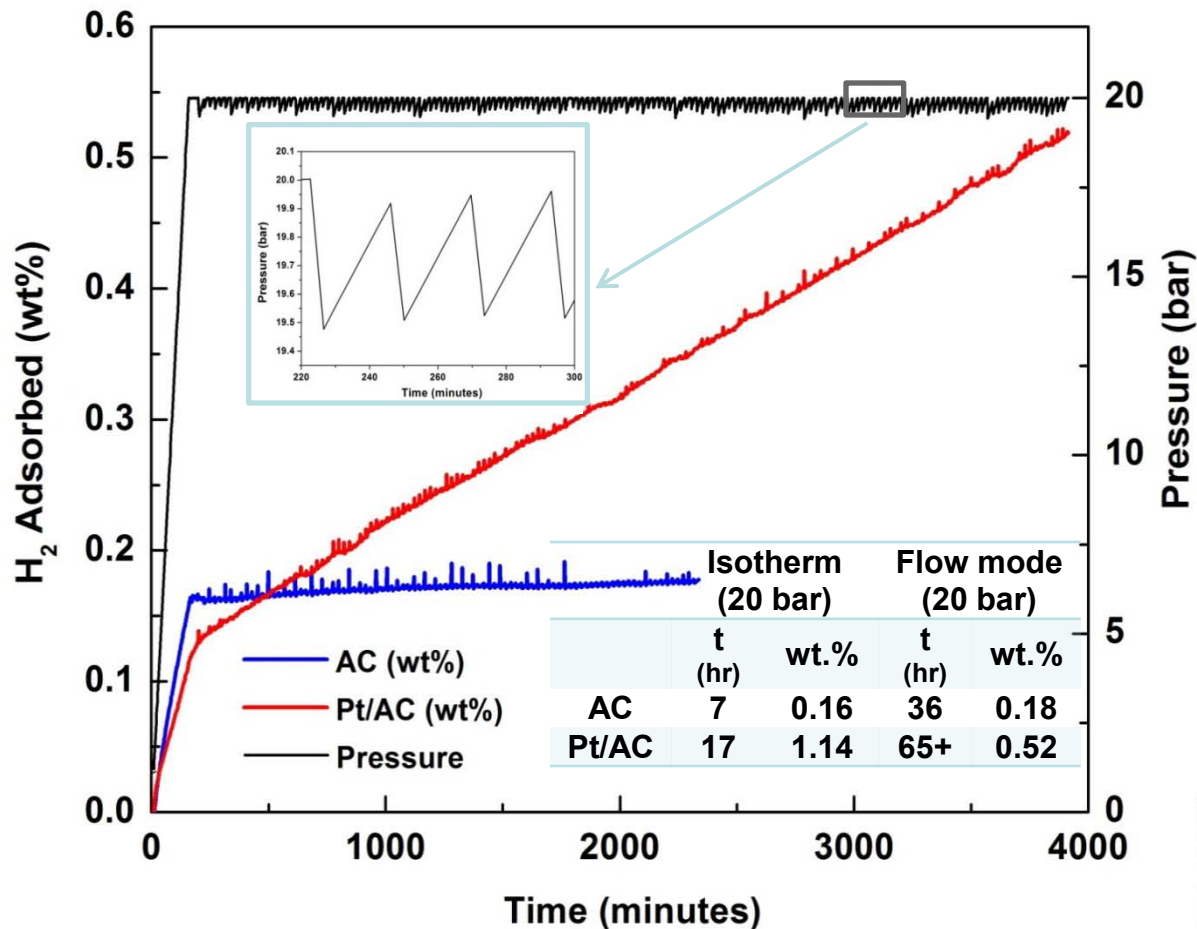 0.6
0.5
0.4
0.3
0.2
0.1
0.0
H2 Adsorbed (wt%)
20
15
10
5
0
Pressure (bar)
0 1000 2000 3000 4000
Time (minutes)
20.1
20.0
19.9
19.8
19.7
19.6
19.5
19.4
Pressure (bar)
220 240 260 280 300
Time (minutes)
AC (wt%)
Pt/AC (wt%)
Pressure
Isotherm Flow mode
(20 bar) (20 bar)
t wt.% t wt.%
(hr) (hr)
AC 7 0.16 36 0.18
Pt/AC 17 1.14 65+ 0.52